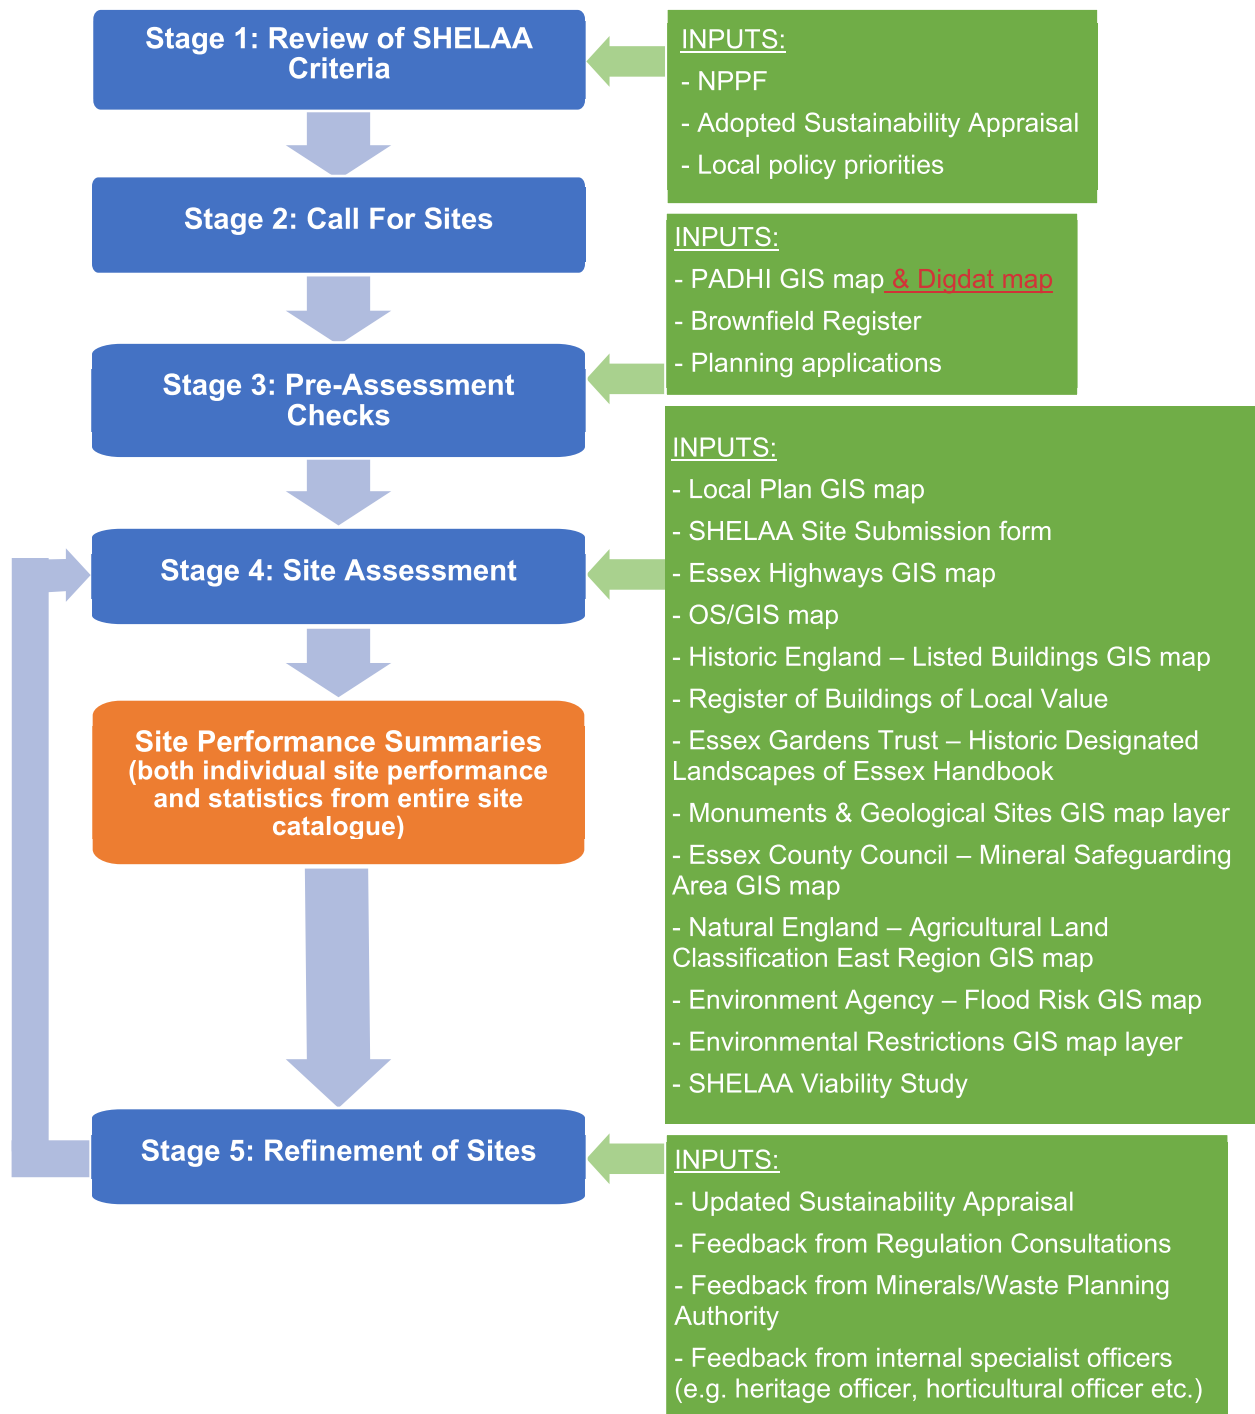 Stage 1: Review of SHELAA
Criteria
INPUTS:
- NPPF
- Adopted Sustainability Appraisal
- Local policy priorities
Stage 2: Call For Sites
INPUTS:
- PADHI GIS map & Digdat map
- Brownfield Register
- Planning applications
Stage 3: Pre-Assessment
Checks
INPUTS:
- Local Plan GIS map
- SHELAA Site Submission form
- Essex Highways GIS map
- OS/GIS map
- Historic England – Listed Buildings GIS map
- Register of Buildings of Local Value
- Essex Gardens Trust – Historic Designated
Landscapes of Essex Handbook
- Monuments & Geological Sites GIS map layer
- Essex County Council – Mineral Safeguarding
Area GIS map
- Natural England – Agricultural Land
Classification East Region GIS map
- Environment Agency – Flood Risk GIS map
- Environmental Restrictions GIS map layer
- SHELAA Viability Study
Stage 4: Site Assessment
Site Performance Summaries
(both individual site performance
and statistics from entire site
catalogue)
Stage 5: Refinement of Sites
INPUTS:
- Updated Sustainability Appraisal
- Feedback from Regulation Consultations
- Feedback from Minerals/Waste Planning
Authority
- Feedback from internal specialist officers
(e.g. heritage officer, horticultural officer etc.)